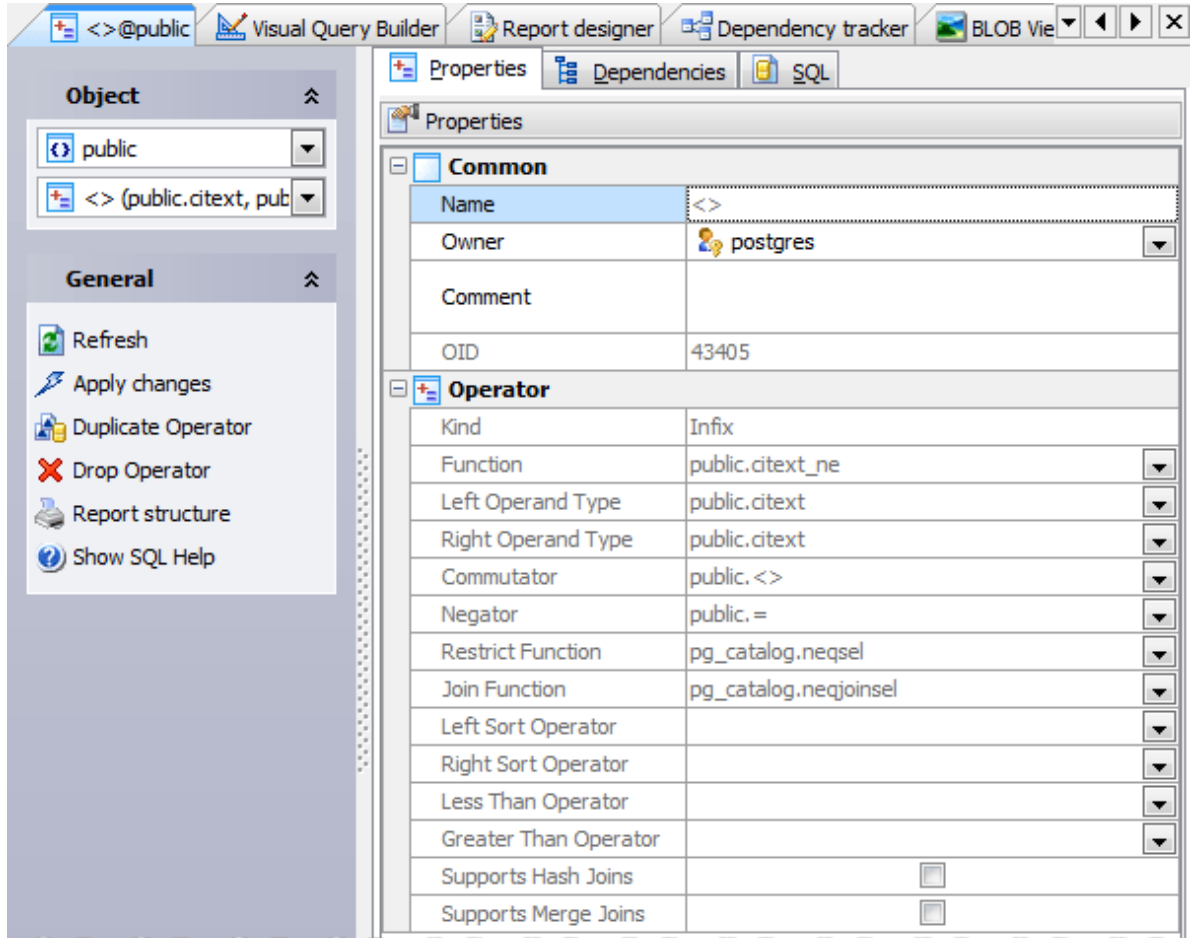 <>@public Visual Query Builder Report designer Dependency tracker BLOB Vie
Object
public
<> (public.citext, pub
General
Refresh
Apply changes
Duplicate Operator
Drop Operator
Report structure
Show SQL Help
Properties Dependencies SQL
Properties
Common
Name <>
Owner postgres
Comment
OID 43405
Operator
Kind Infix
Function public.citext_ne
Left Operand Type public.citext
Right Operand Type public.citext
Commutator public.<>
Negator public.=
Restrict Function pg_catalog.neqsel
Join Function pg_catalog.neqjoinsel
Left Sort Operator
Right Sort Operator
Less Than Operator
Greater Than Operator
Supports Hash Joins
Supports Merge Joins